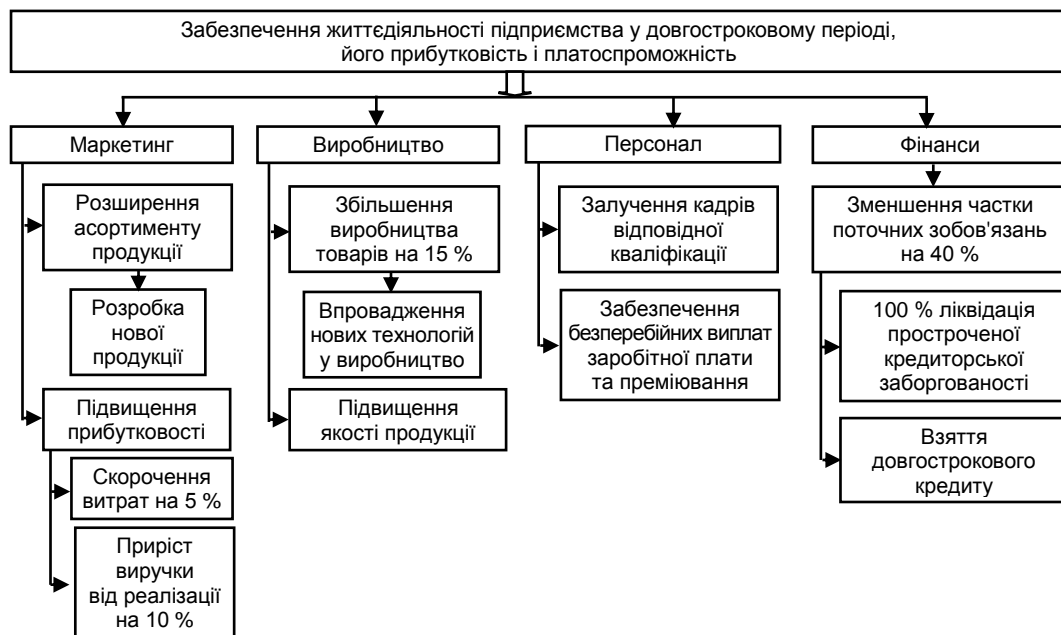 Забезпечення життєдіяльності підприємства у довгостроковому періоді,
його прибутковість і платоспроможність
Маркетинг
Розширення
асортименту
продукції
Розробка
нової
продукції
Підвищення
прибутковості
Скорочення
витрат на 5 %
Приріст
виручки
від реалізації
на 10 %
Виробництво
Збільшення
виробництва
товарів на 15 %
Впровадження
нових технологій
у виробництво
Підвищення
якості продукції
Персонал
Залучення кадрів
відповідної
кваліфікації
Забезпечення
безперебійних виплат
заробітної плати
та преміювання
Фінанси
Зменшення частки
поточних зобов'язань
на 40 %
100 % ліквідація
простроченої
кредиторської
заборгованості
Взяття
довгострокового
кредиту